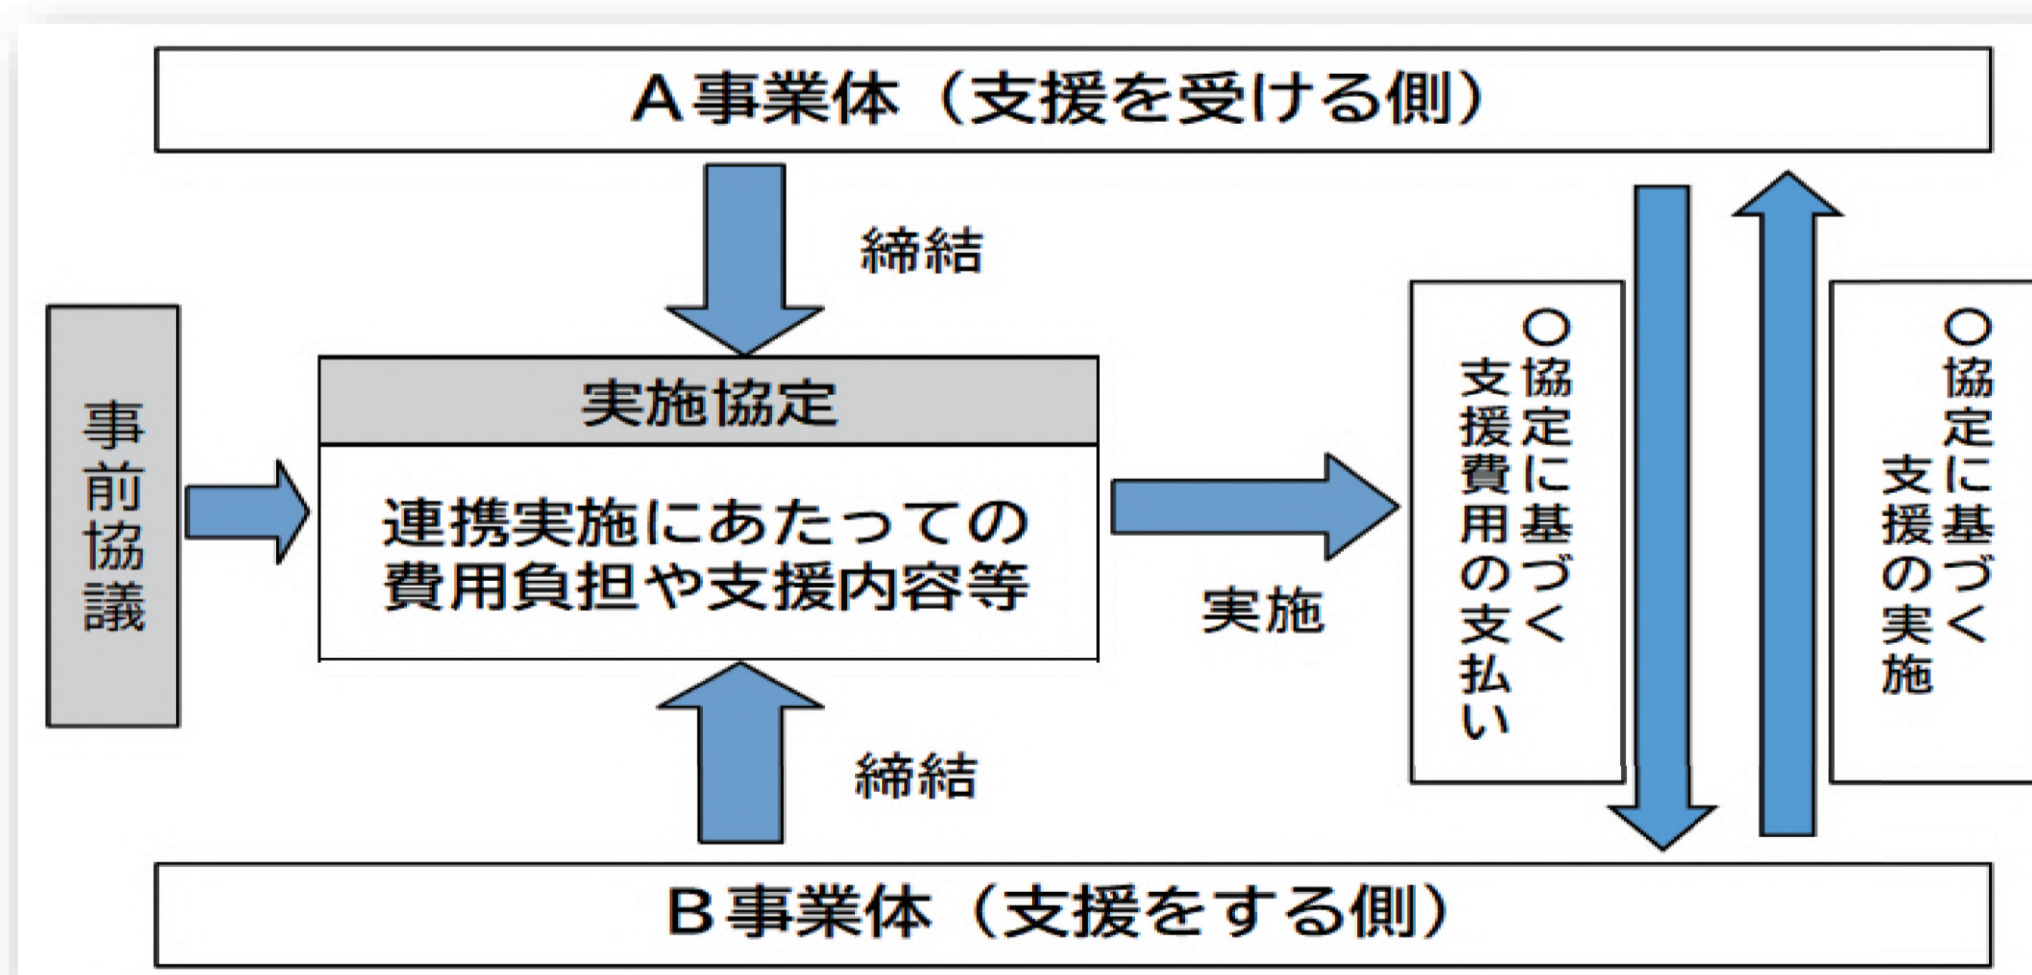 A事業体（支援を受ける側）
締結
事前協議
実施協定
連携実施にあたっての
費用負担や支援内容等
実施
〇協定に基づく
支援費用の支払い
〇協定に基づく
支援の実施
締結
B事業体（支援をする側）